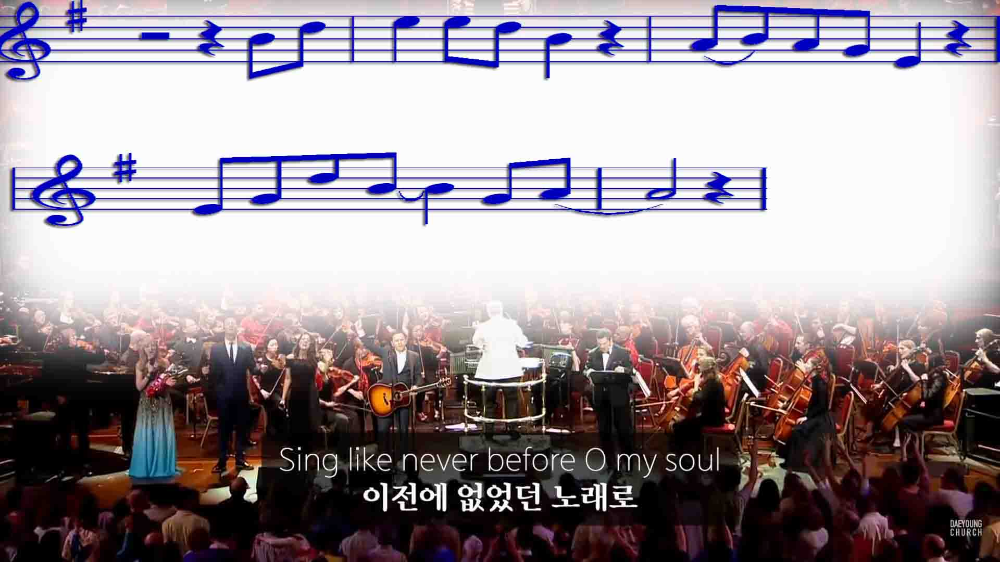 Sing like never before O my soul
이전에 없었던 노래로
DAEYOUNG
CHURCH